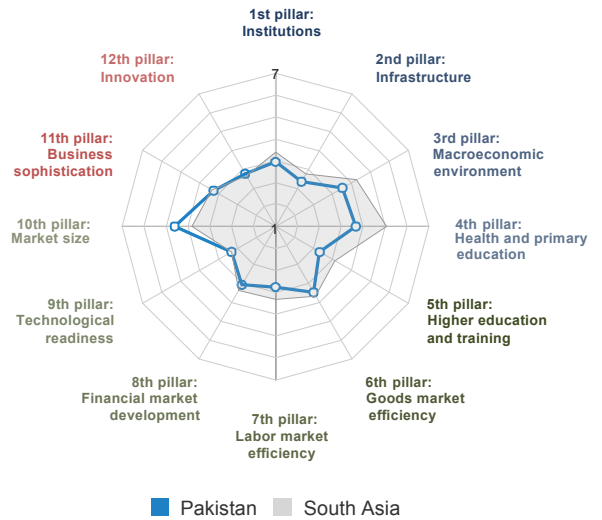 1st pillar:
Institutions
2nd pillar:
Infrastructure
3rd pillar:
Macroeconomic
environment
4th pillar:
Health and primary
education
5th pillar:
Higher education
and training
6th pillar:
Goods market
efficiency
7th pillar:
Labor market
efficiency
8th pillar:
Financial market
development
9th pillar:
Technological
readiness
10th pillar:
Market size
11th pillar:
Business
sophistication
12th pillar:
Innovation
7
1
Pakistan South Asia